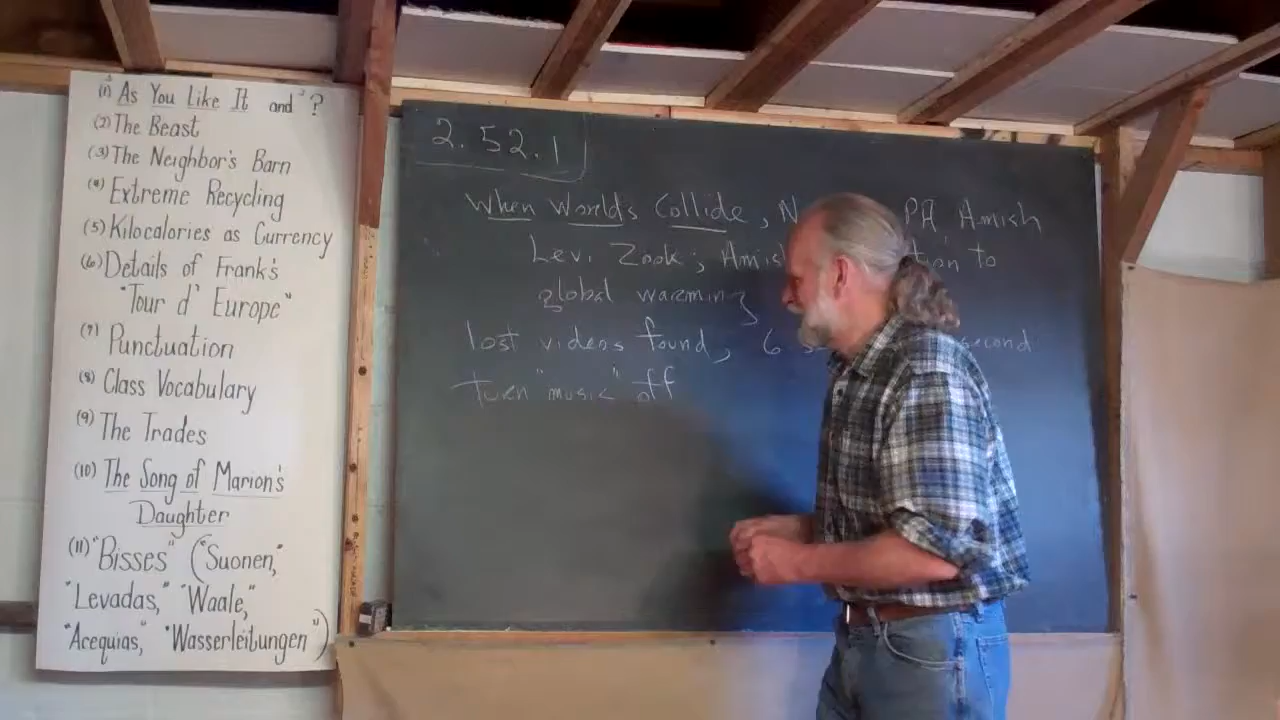 (1) As You Like It and ²?
(2) The Beast
(3) The Neighbor's Barn
(4) Extreme Recycling
(5) Kilocalories as Currency
(6) Details of Frank's
"Tour d' Europe"
(7) Punctuation
(8) Class Vocabulary
(9) The Trades
(10) The Song of Marion's
Daughter
(11) "Bisses" ("Suonen,"
"Levadas," "Waale,"
"Acequias," "Wasserleitungen")
2.52.1
When Worlds Collide, PA Amish
Levi Zook; to
global warming
lost videos found, 6 second
turn "music" off